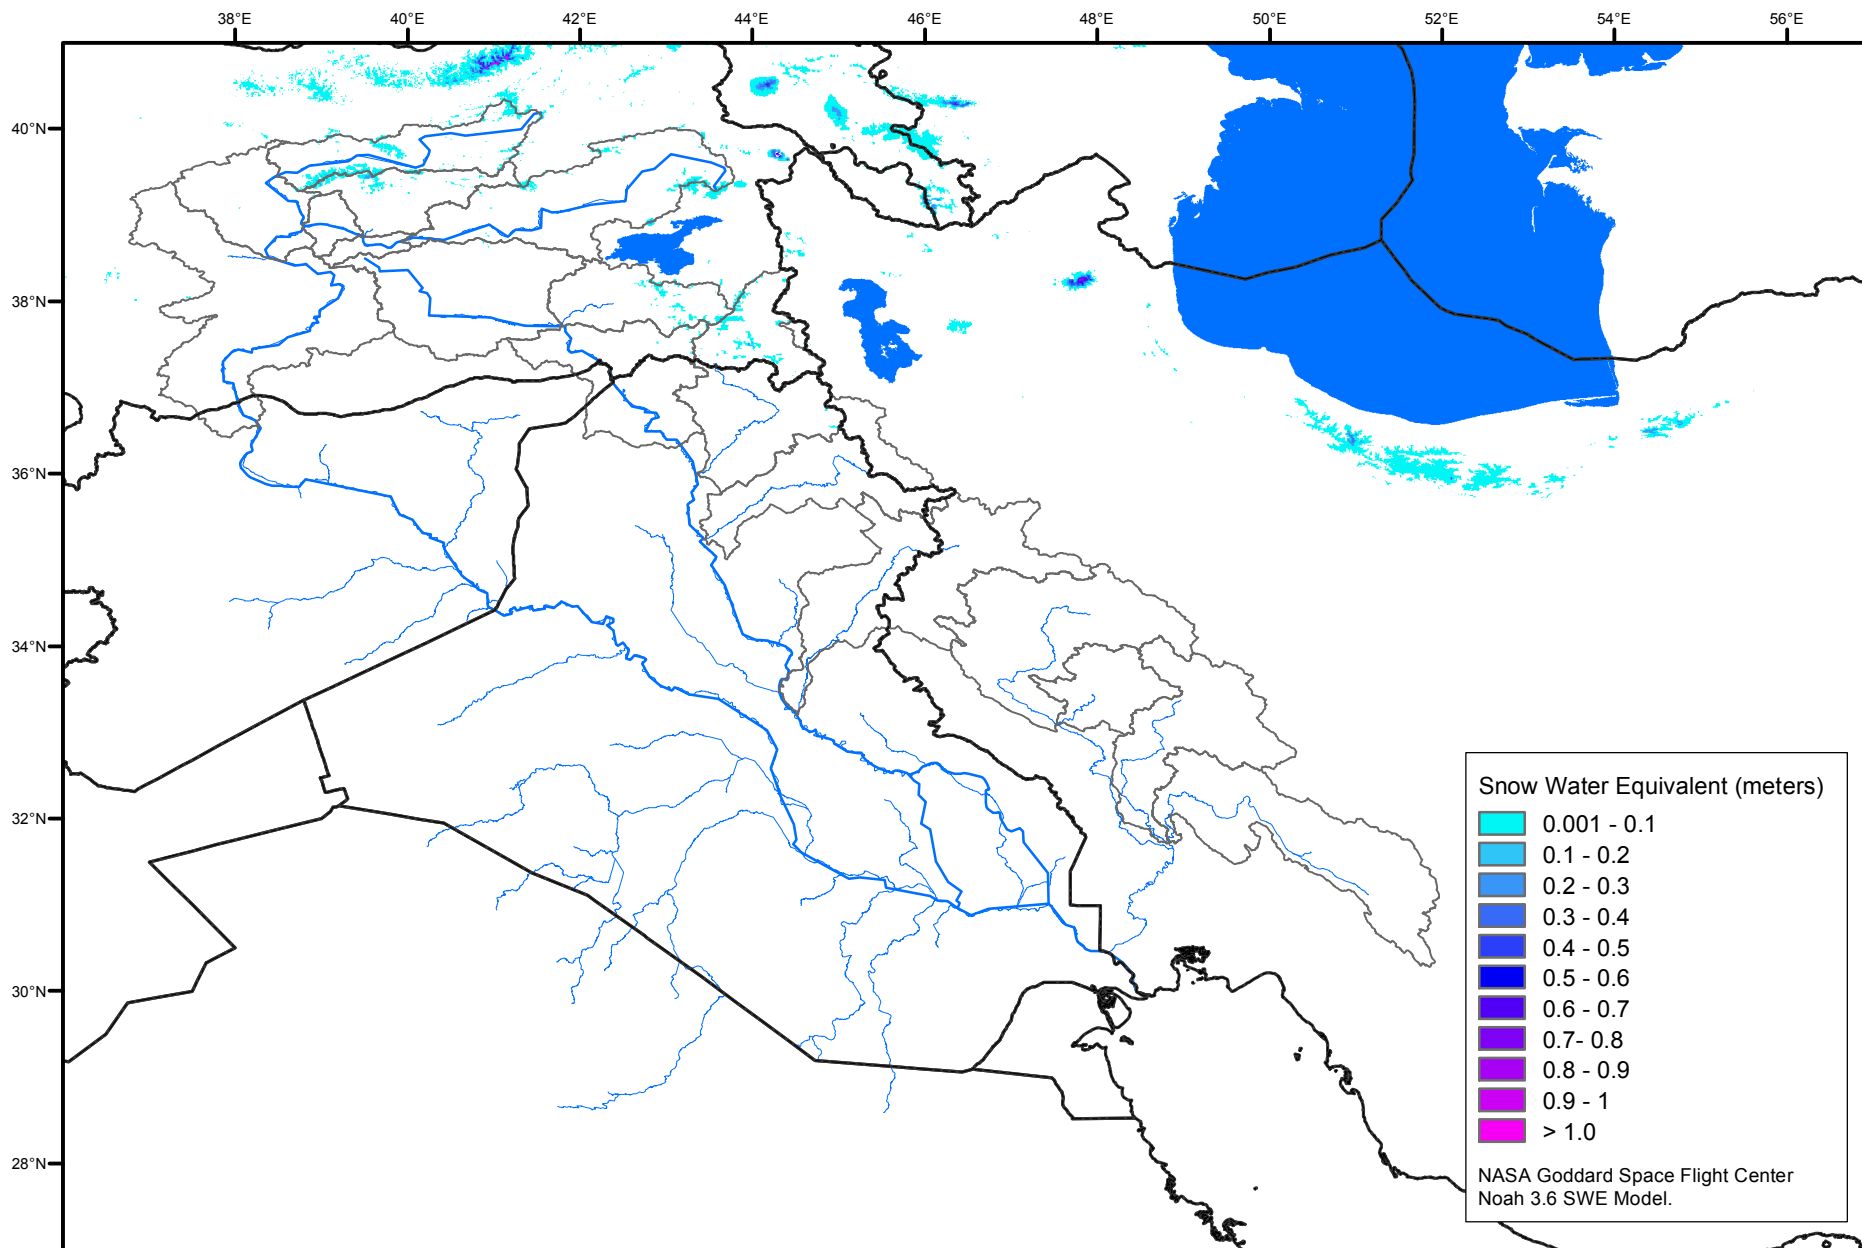 38°E 40°E 42°E 44°E 46°E 48°E 50°E 52°E 54°E 56°E
40°N
38°N
36°N
34°N
32°N
30°N
28°N
Snow Water Equivalent (meters)
0.001 - 0.1
0.1 - 0.2
0.2 - 0.3
0.3 - 0.4
0.4 - 0.5
0.5 - 0.6
0.6 - 0.7
0.7- 0.8
0.8 - 0.9
0.9 - 1
> 1.0
NASA Goddard Space Flight Center
Noah 3.6 SWE Model.